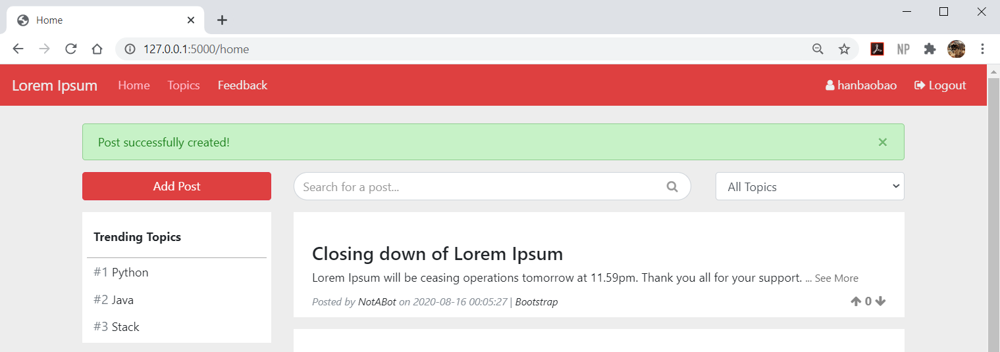 Home
127.0.0.1:5000/home
NP
Lorem Ipsum Home Topics Feedback hanbaobao Logout
Post successfully created! ×
Add Post Search for a post... All Topics
Trending Topics
#1 Python
#2 Java
#3 Stack
Closing down of Lorem Ipsum
Lorem Ipsum will be ceasing operations tomorrow at 11.59pm. Thank you all for your support. ... See More
Posted by NotABot on 2020-08-16 00:05:27 | Bootstrap 0